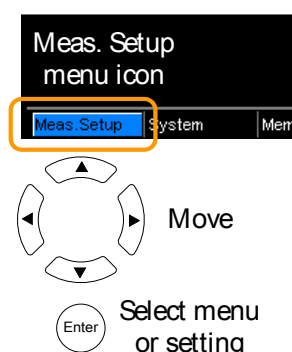 Meas. Setup
menu icon
Meas.Setup System Mem
Move
Enter
Select menu
or setting